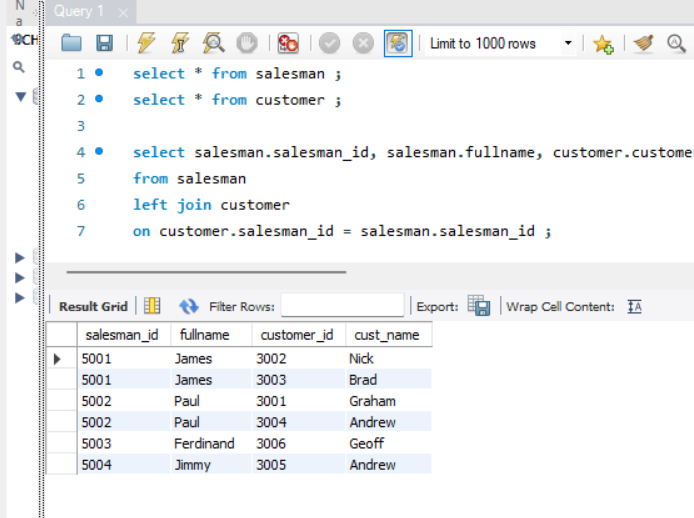 N
a
Query 1 ×
SCH
Limit to 1000 rows
1 select * from salesman ;
2 select * from customer ;
3
4 select salesman.salesman_id, salesman.fullname, customer.custome
5 from salesman
6 left join customer
7 on customer.salesman_id = salesman.salesman_id ;
Result Grid Filter Rows: Export: Wrap Cell Content: IA
salesman_id fullname customer_id cust_name
5001 James 3002 Nick
5001 James 3003 Brad
5002 Paul 3001 Graham
5002 Paul 3004 Andrew
5003 Ferdinand 3006 Geoff
5004 Jimmy 3005 Andrew